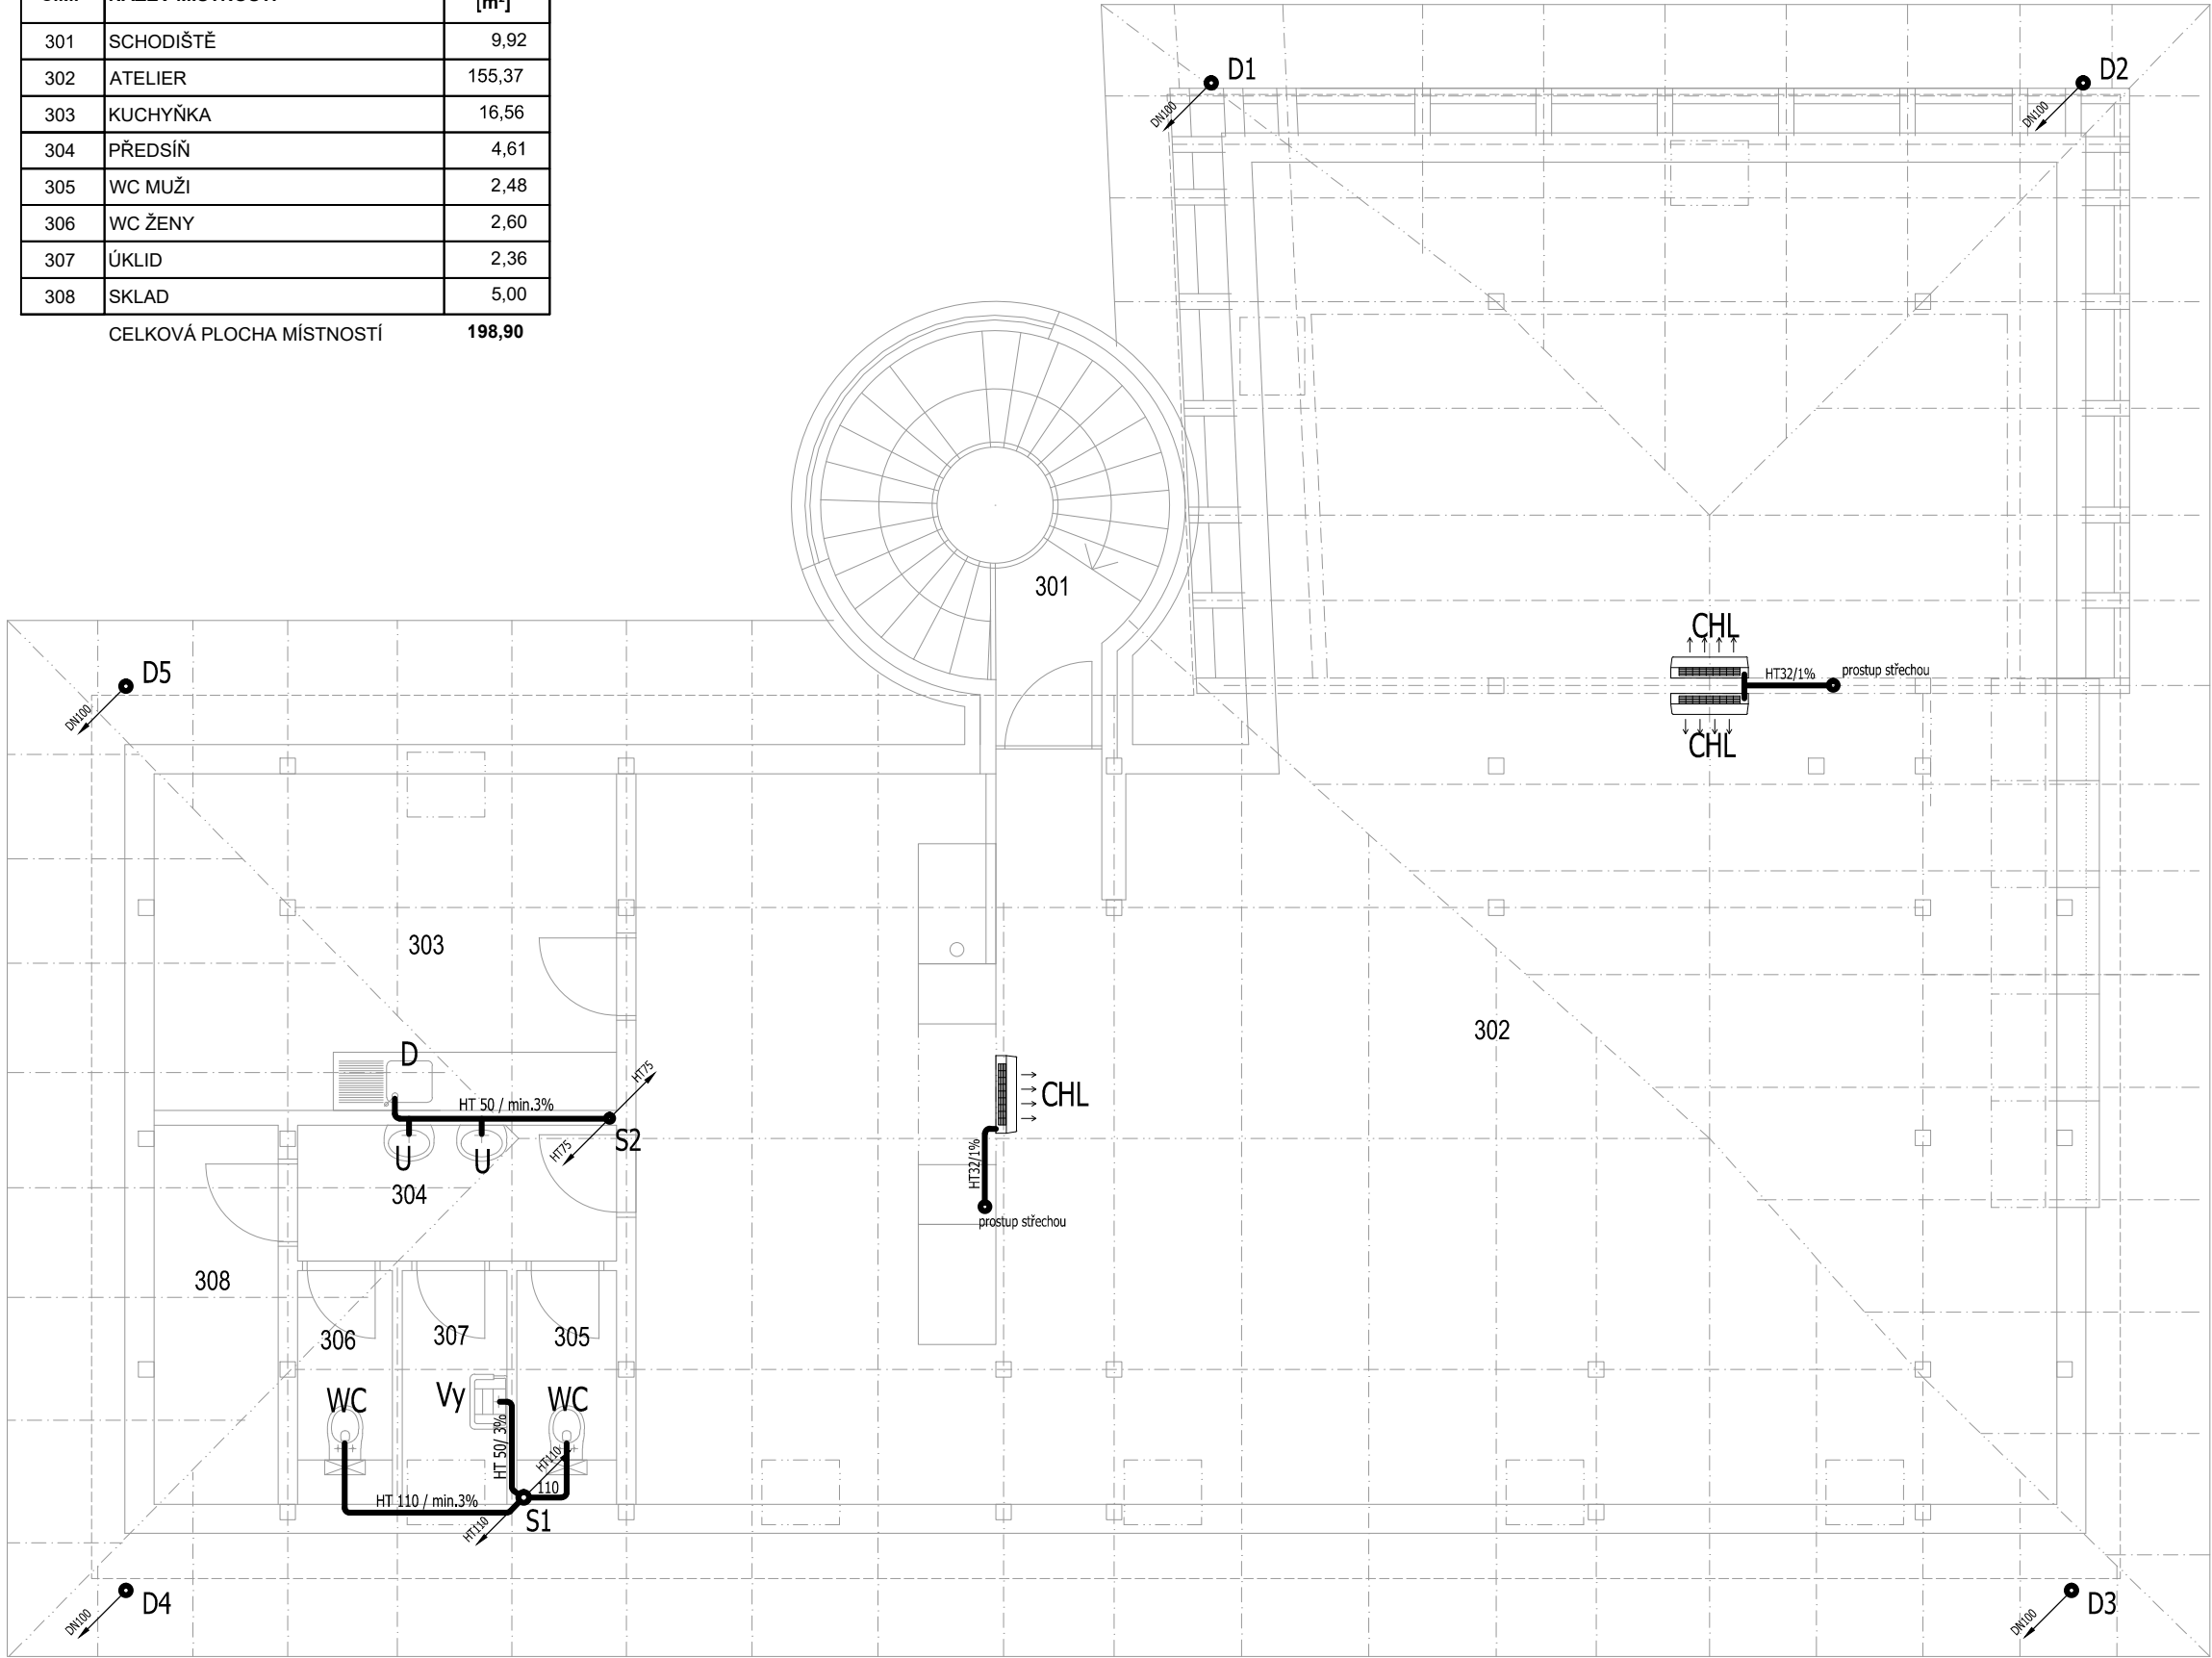 [m²]
301 SCHODIŠTĚ 9,92
302 ATELIER 155,37
303 KUCHYŇKA 16,56
304 PŘEDSÍŇ 4,61
305 WC MUŽI 2,48
306 WC ŽENY 2,60
307 ÚKLID 2,36
308 SKLAD 5,00
CELKOVÁ PLOCHA MÍSTNOSTÍ 198,90
D1
DN100
D2
DN100
301
CHL
HT32/1%
prostup střechou
CHL
D5
DN100
303
302
D
HT 50 / min.3%
HT75
S2
HT75
U
U
304
CHL
HT32/1%
prostup střechou
308
306
307
305
WC
Vy
WC
HT 50/ 3%
HT110
110
HT 110 / min.3%
S1
HT110
D4
DN100
D3
DN100